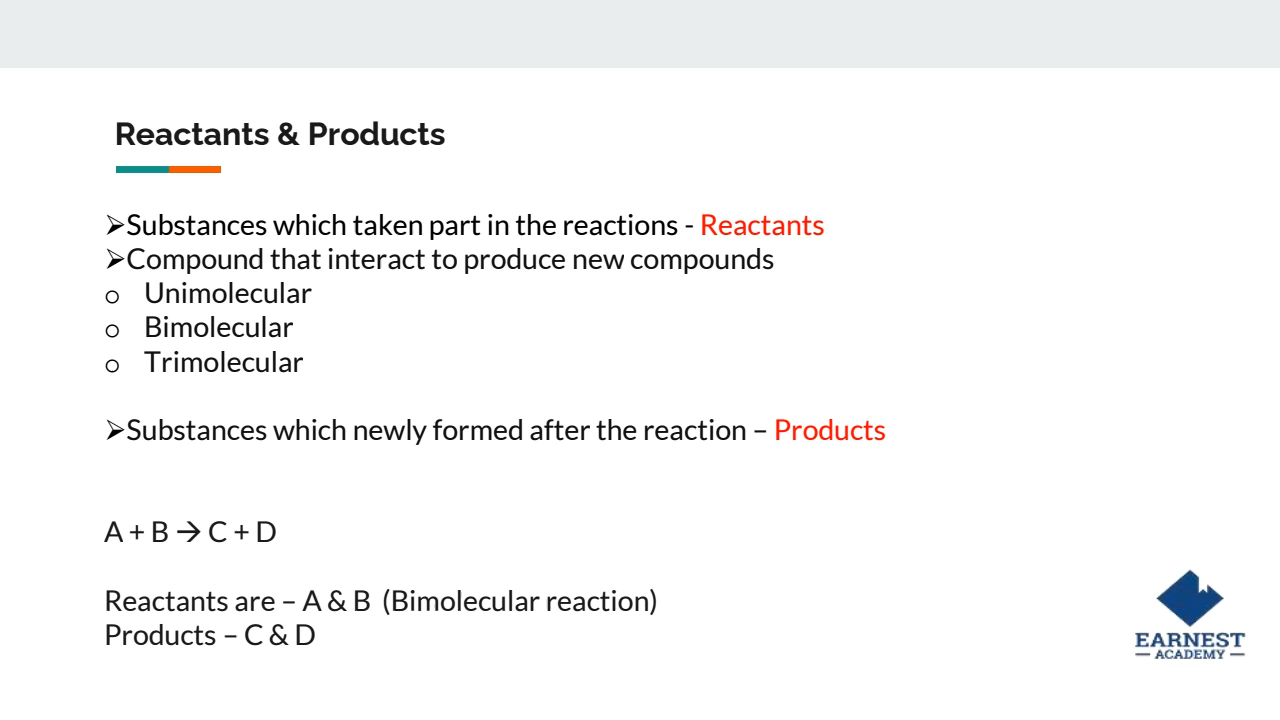 Reactants & Products
➢Substances which taken part in the reactions - Reactants
➢Compound that interact to produce new compounds
o Unimolecular
o Bimolecular
o Trimolecular
➢Substances which newly formed after the reaction – Products
A + B → C + D
Reactants are – A & B (Bimolecular reaction)
Products – C & D
EARNEST
ACADEMY